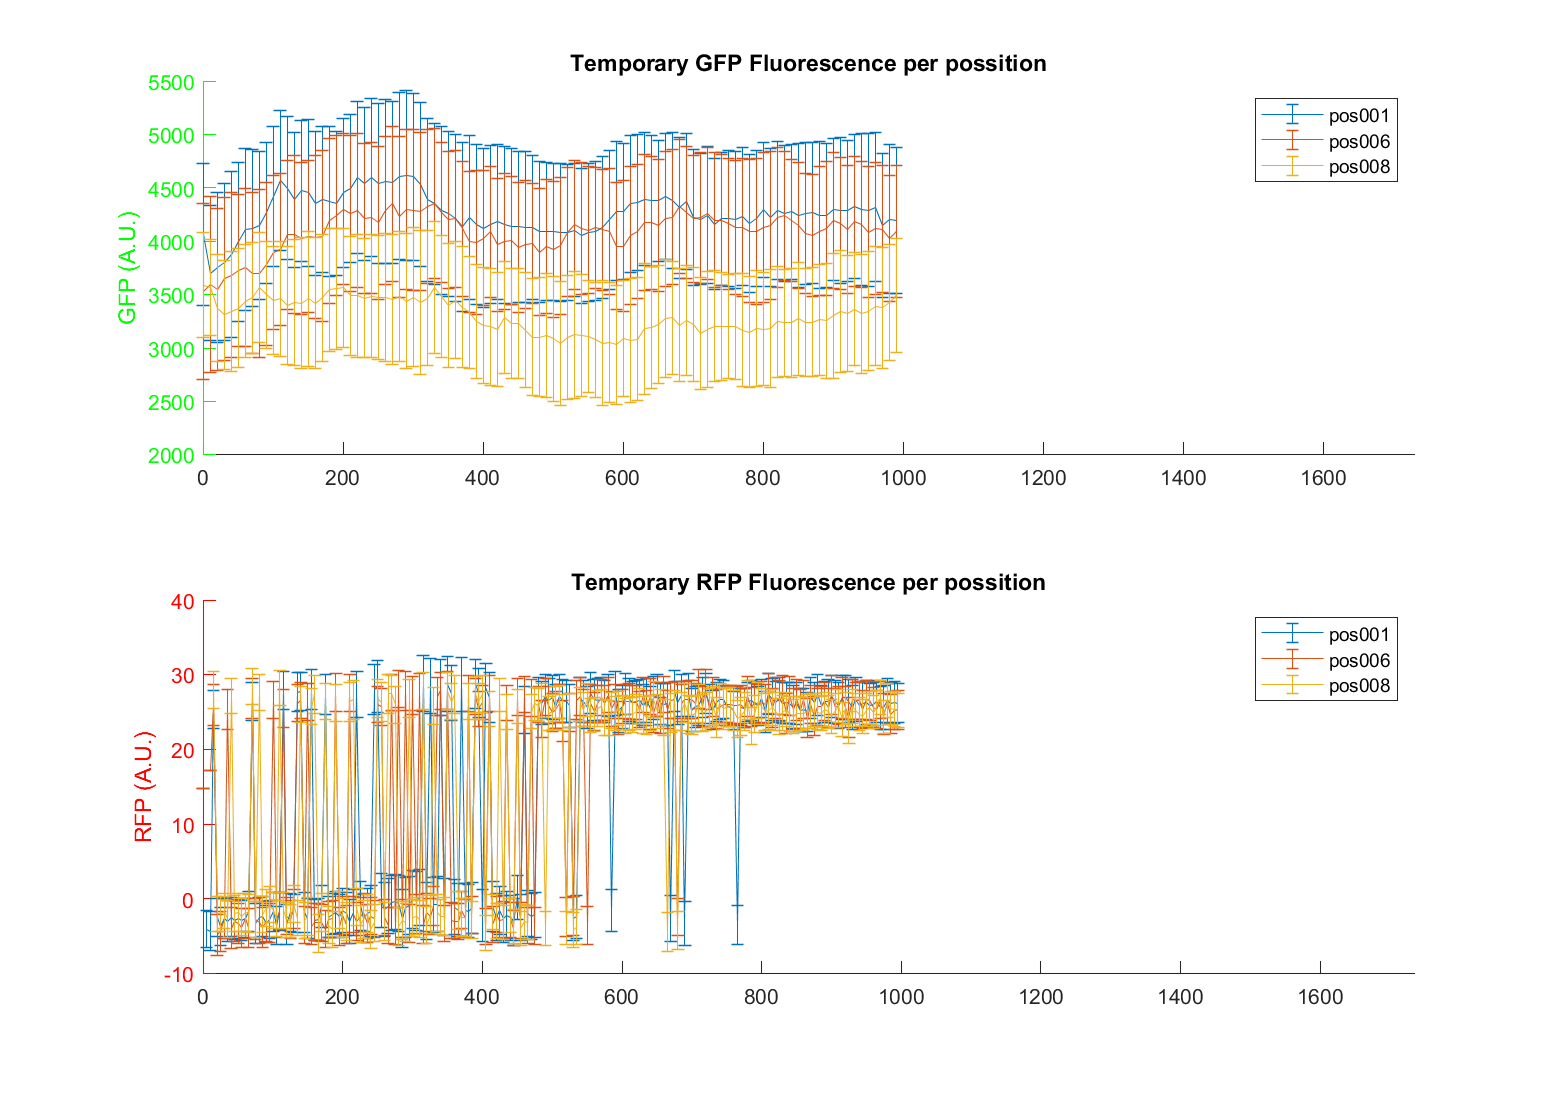 Temporary GFP Fluorescence per possition
5500
5000
4500
4000
3500
3000
2500
2000
GFP (A.U.)
0 200 400 600 800 1000 1200 1400 1600
pos001
pos006
pos008
Temporary RFP Fluorescence per possition
40
30
20
10
0
-10
RFP (A.U.)
0 200 400 600 800 1000 1200 1400 1600
pos001
pos006
pos008